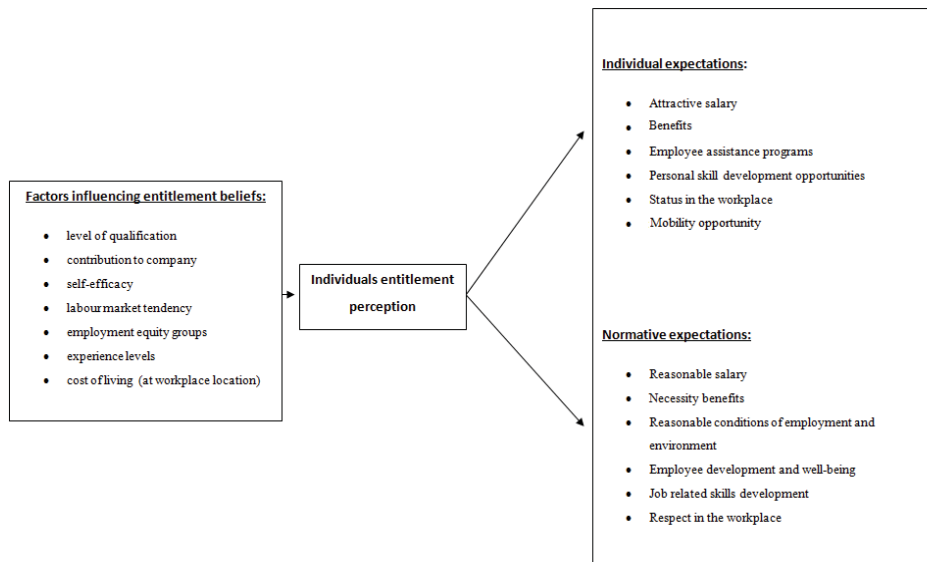 Factors influencing entitlement beliefs:
level of qualification
contribution to company
self-efficacy
labour market tendency
employment equity groups
experience levels
cost of living (at workplace location)
Individuals entitlement
perception
Individual expectations:
Attractive salary
Benefits
Employee assistance programs
Personal skill development opportunities
Status in the workplace
Mobility opportunity
Normative expectations:
Reasonable salary
Necessity benefits
Reasonable conditions of employment and
environment
Employee development and well-being
Job related skills development
Respect in the workplace